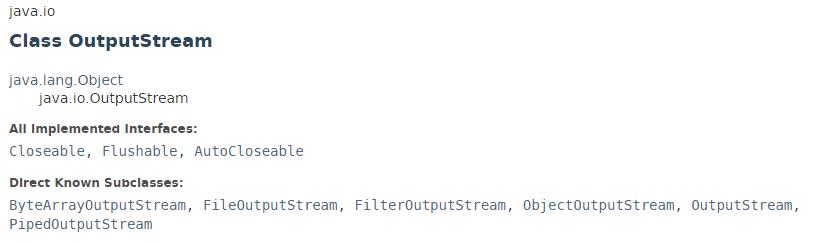 java.io
Class OutputStream
java.lang.Object
java.io.OutputStream
All Implemented Interfaces:
Closeable, Flushable, AutoCloseable
Direct Known Subclasses:
ByteArrayOutputStream, FileOutputStream, FilterOutputStream, ObjectOutputStream, OutputStream,
PipedOutputStream